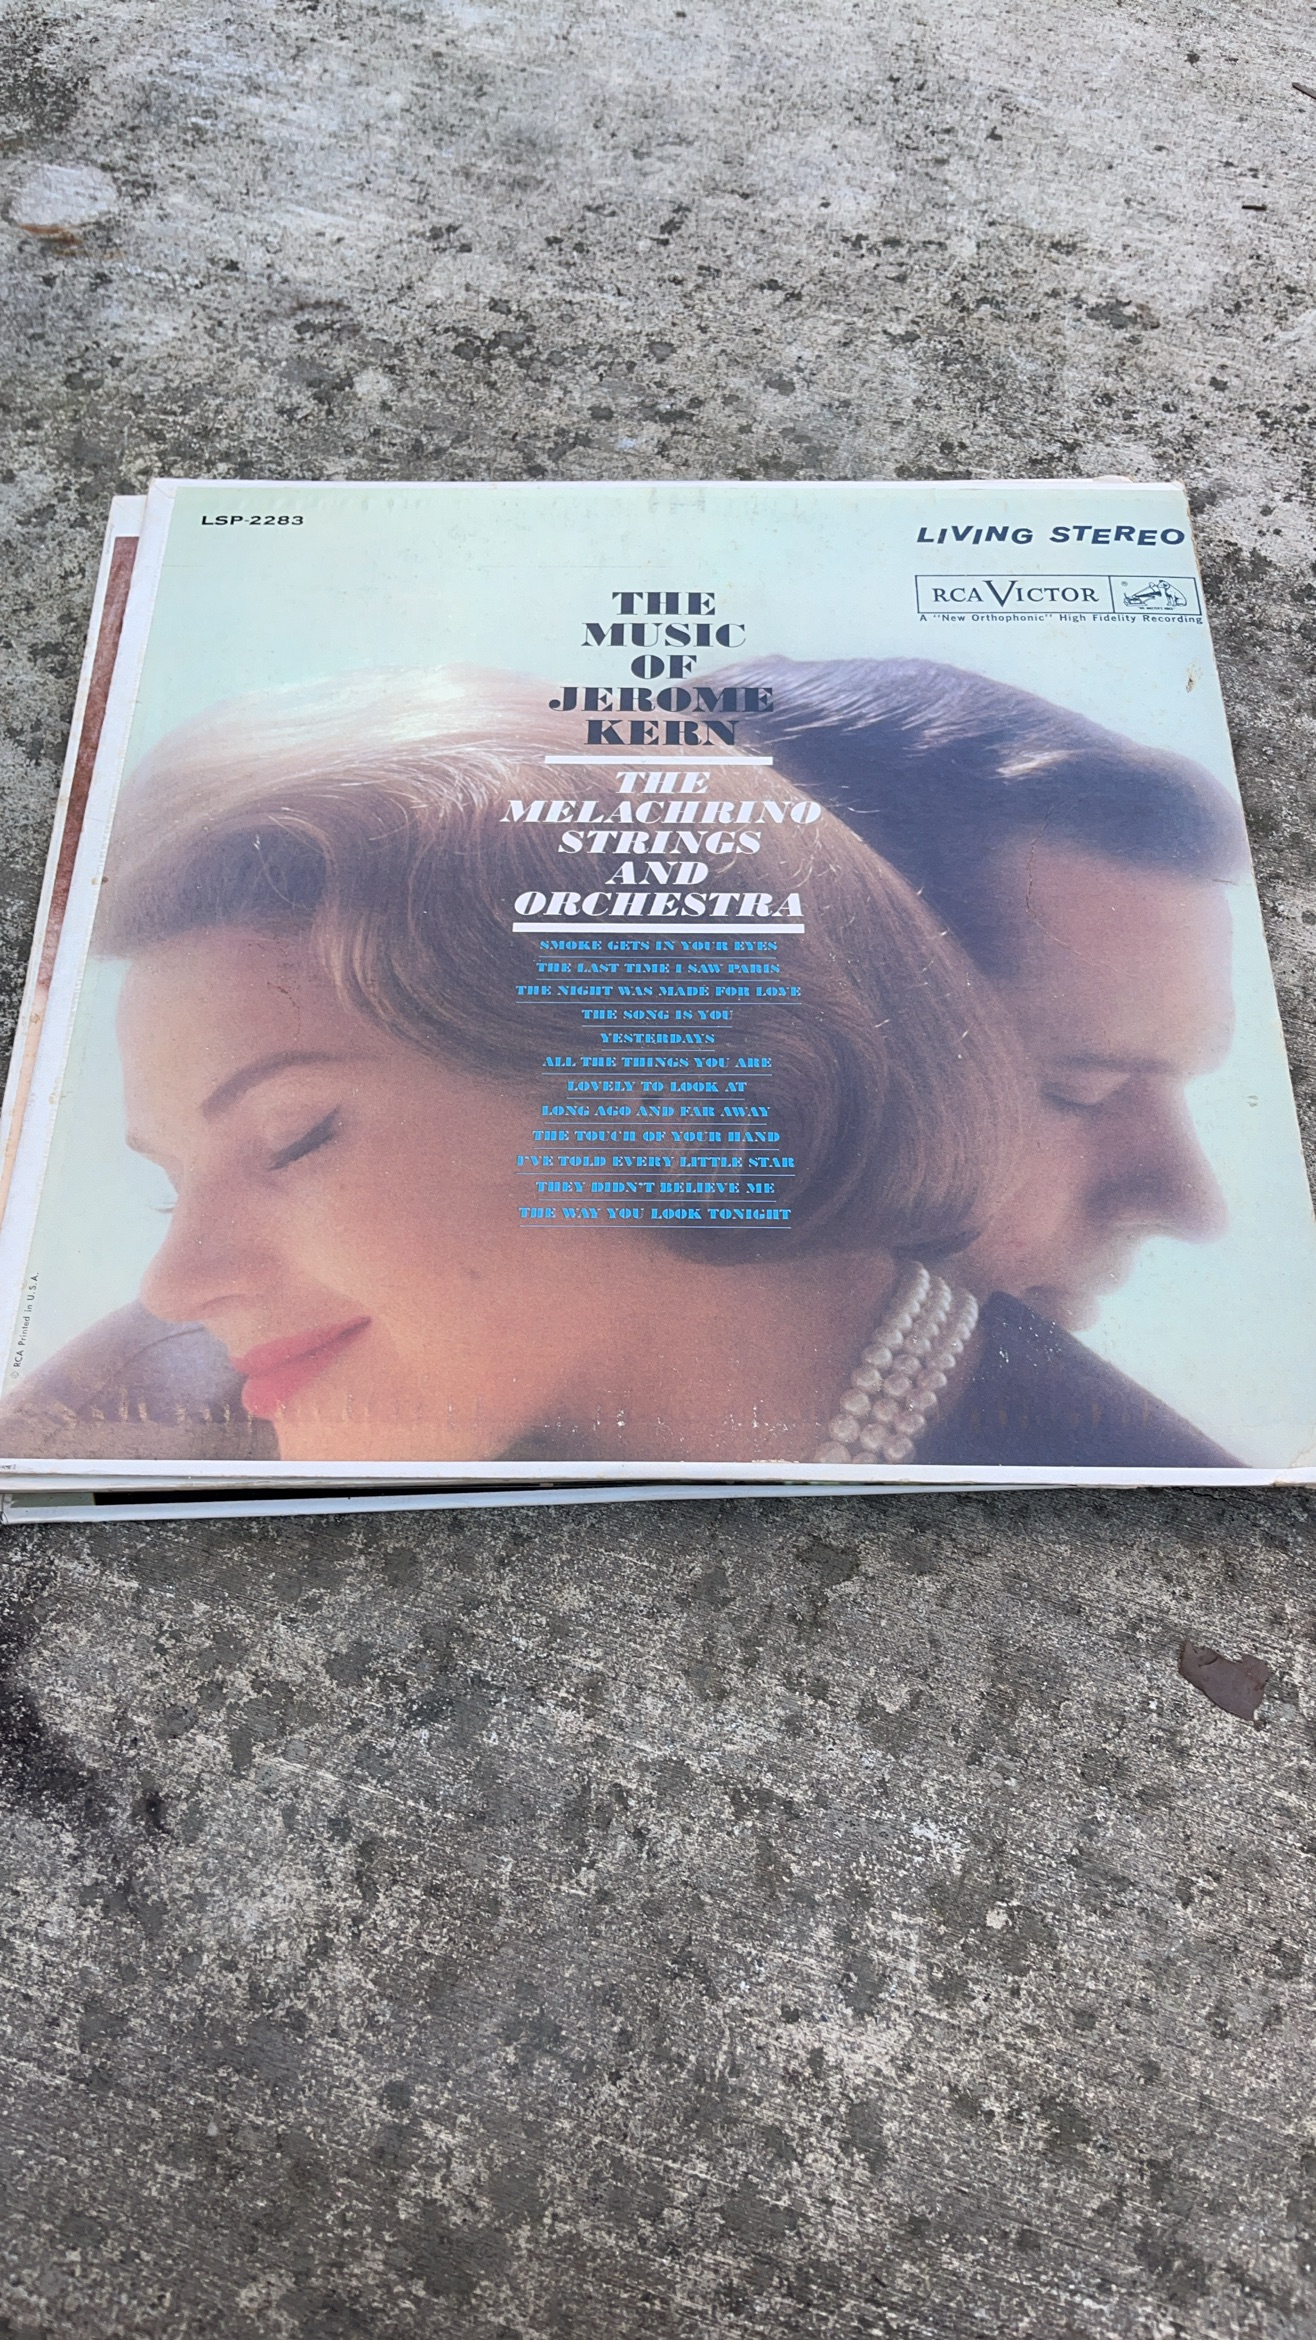 LSP-2283
LIVING STEREO
RCA VICTOR
A "New Orthophonic" High Fidelity Recording
THE
MUSIC
OF
JEROME
KERN
THE
MELACHRINO
STRINGS
AND
ORCHESTRA
SMOKE GETS IN YOUR EYES
THE LAST TIME I SAW PARIS
THE NIGHT WAS MADE FOR LOVE
THE SONG IS YOU
YESTERDAYS
ALL THE THINGS YOU ARE
LOVELY TO LOOK AT
LONG AGO AND FAR AWAY
THE TOUCH OF YOUR HAND
I'VE TOLD EVERY LITTLE STAR
THEY DIDN'T BELIEVE ME
THE WAY YOU LOOK TONIGHT
© RCA Printed in U.S.A.